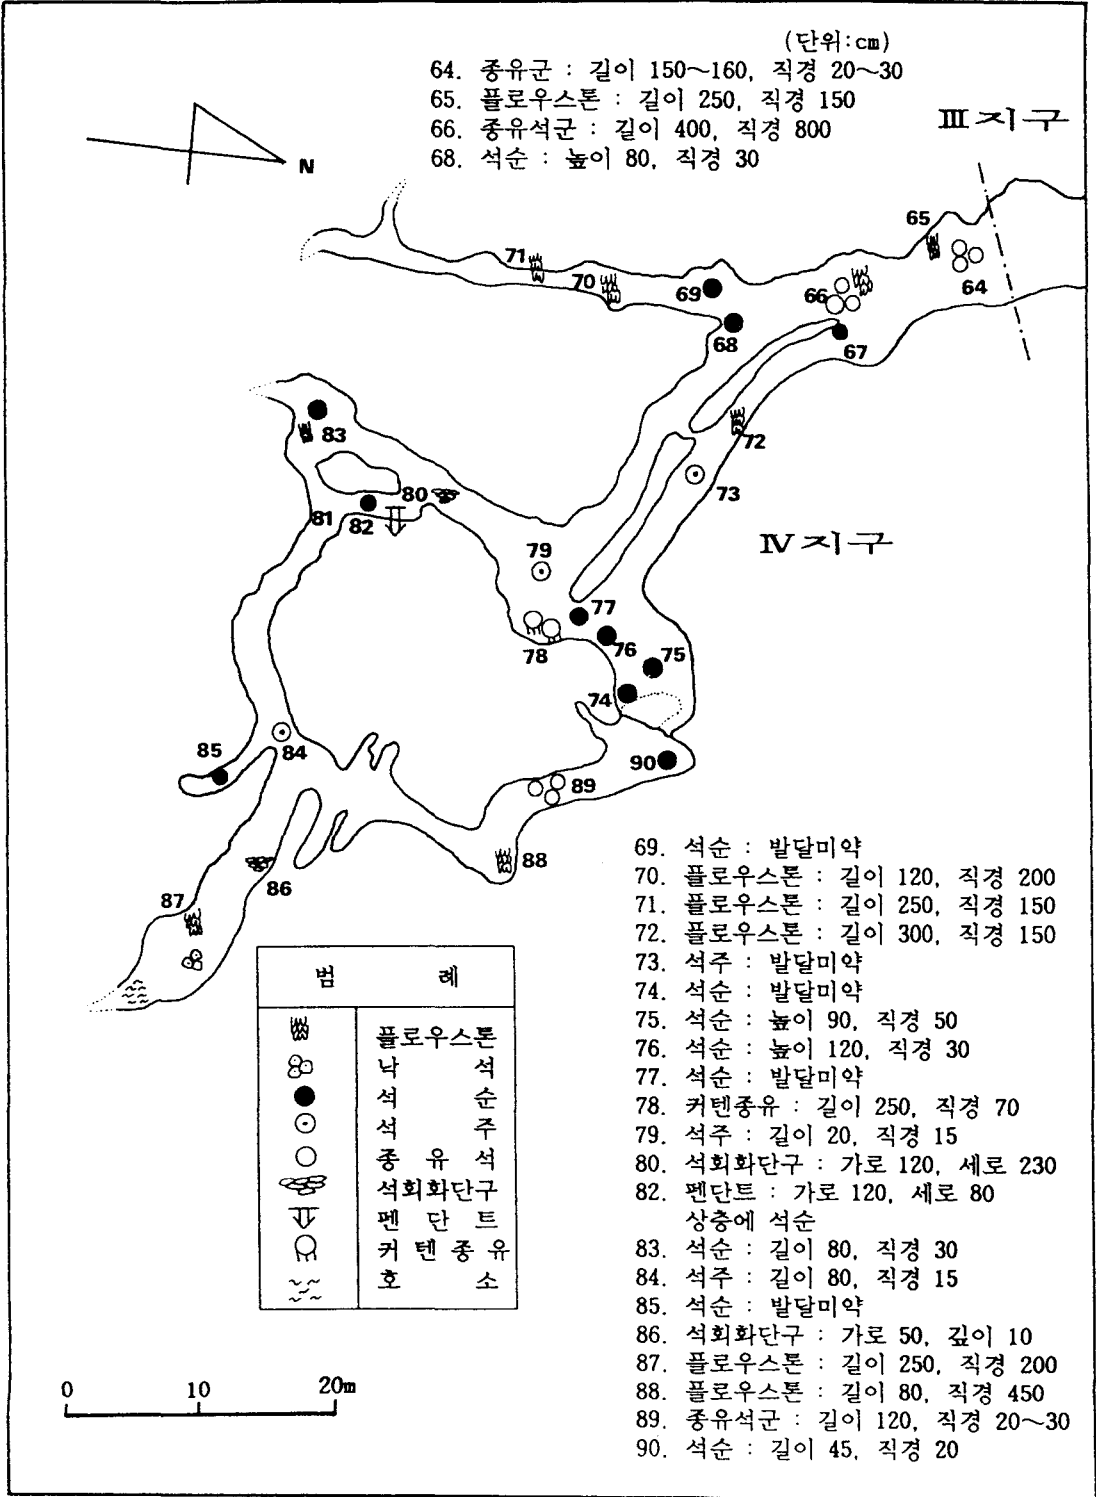 (단위:cm)
64. 종유군 : 길이 150~160, 직경 20~30
65. 플로우스톤 : 길이 250, 직경 150
66. 종유석군 : 길이 400, 직경 800
68. 석순 : 높이 80, 직경 30
III 지구
N
65
64
71
70
69
68
66
67
72
73
83
80
81
82
IV 지구
79
77
76
78
75
74
85
84
90
89
88
86
87
범 례
플로우스톤
낙 석
석 순
석 주
종 유 석
석회화단구
펜 단 트
커 텐 종 유
호 소
69. 석순 : 발달미약
70. 플로우스톤 : 길이 120, 직경 200
71. 플로우스톤 : 길이 250, 직경 150
72. 플로우스톤 : 길이 300, 직경 150
73. 석주 : 발달미약
74. 석순 : 발달미약
75. 석순 : 높이 90, 직경 50
76. 석순 : 높이 120, 직경 30
77. 석순 : 발달미약
78. 커텐종유 : 길이 250, 직경 70
79. 석주 : 길이 20, 직경 15
80. 석회화단구 : 가로 120, 세로 230
82. 펜단트 : 가로 120, 세로 80
상층에 석순
83. 석순 : 길이 80, 직경 30
84. 석주 : 길이 80, 직경 15
85. 석순 : 발달미약
86. 석회화단구 : 가로 50, 깊이 10
87. 플로우스톤 : 길이 250, 직경 200
88. 플로우스톤 : 길이 80, 직경 450
89. 종유석군 : 길이 120, 직경 20~30
90. 석순 : 길이 45, 직경 20
0 10 20m